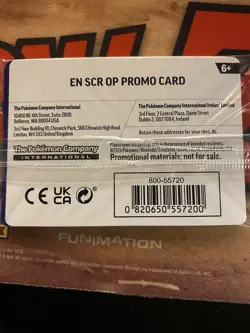 6+
EN SCR OP PROMO CARD
The Pokémon Company International
10400 NE 4th Street, Suite 2800
Bellevue, WA 98004 USA
3rd Floor Building 10, Chiswick Park, 566 Chiswick High Road
London, W4 5XS United Kingdom
The Pokémon Company International Ireland Limited
3rd Floor, 2 Central Plaza, Dame Street
Dublin 2, D02 T0X4, Ireland
Retain these addresses for your records.
The Pokémon Company
INTERNATIONAL
Promotional materials; not for sale.
CE
UK
CA
800-55720
0 820650 557200
FUNIMATION